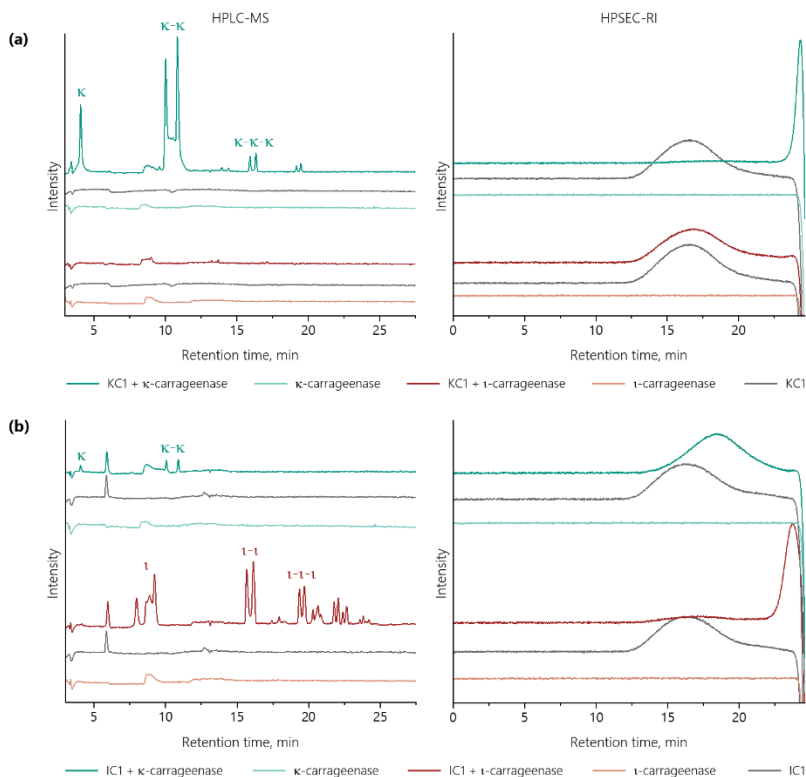 HPLC-MS HPSEC-RI
(a)
κ-κ
κ
κ-κ-κ
Intensity Intensity
5 10 15 20 25 0 5 10 15 20
Retention time, min Retention time, min
KC1 + κ-carrageenase κ-carrageenase KC1 + ι-carrageenase ι-carrageenase KC1
(b)
κ κ-κ
ι ι-ι ι-ι-ι
Intensity Intensity
5 10 15 20 25 0 5 10 15 20
Retention time, min Retention time, min
IC1 + κ-carrageenase κ-carrageenase IC1 + ι-carrageenase ι-carrageenase IC1